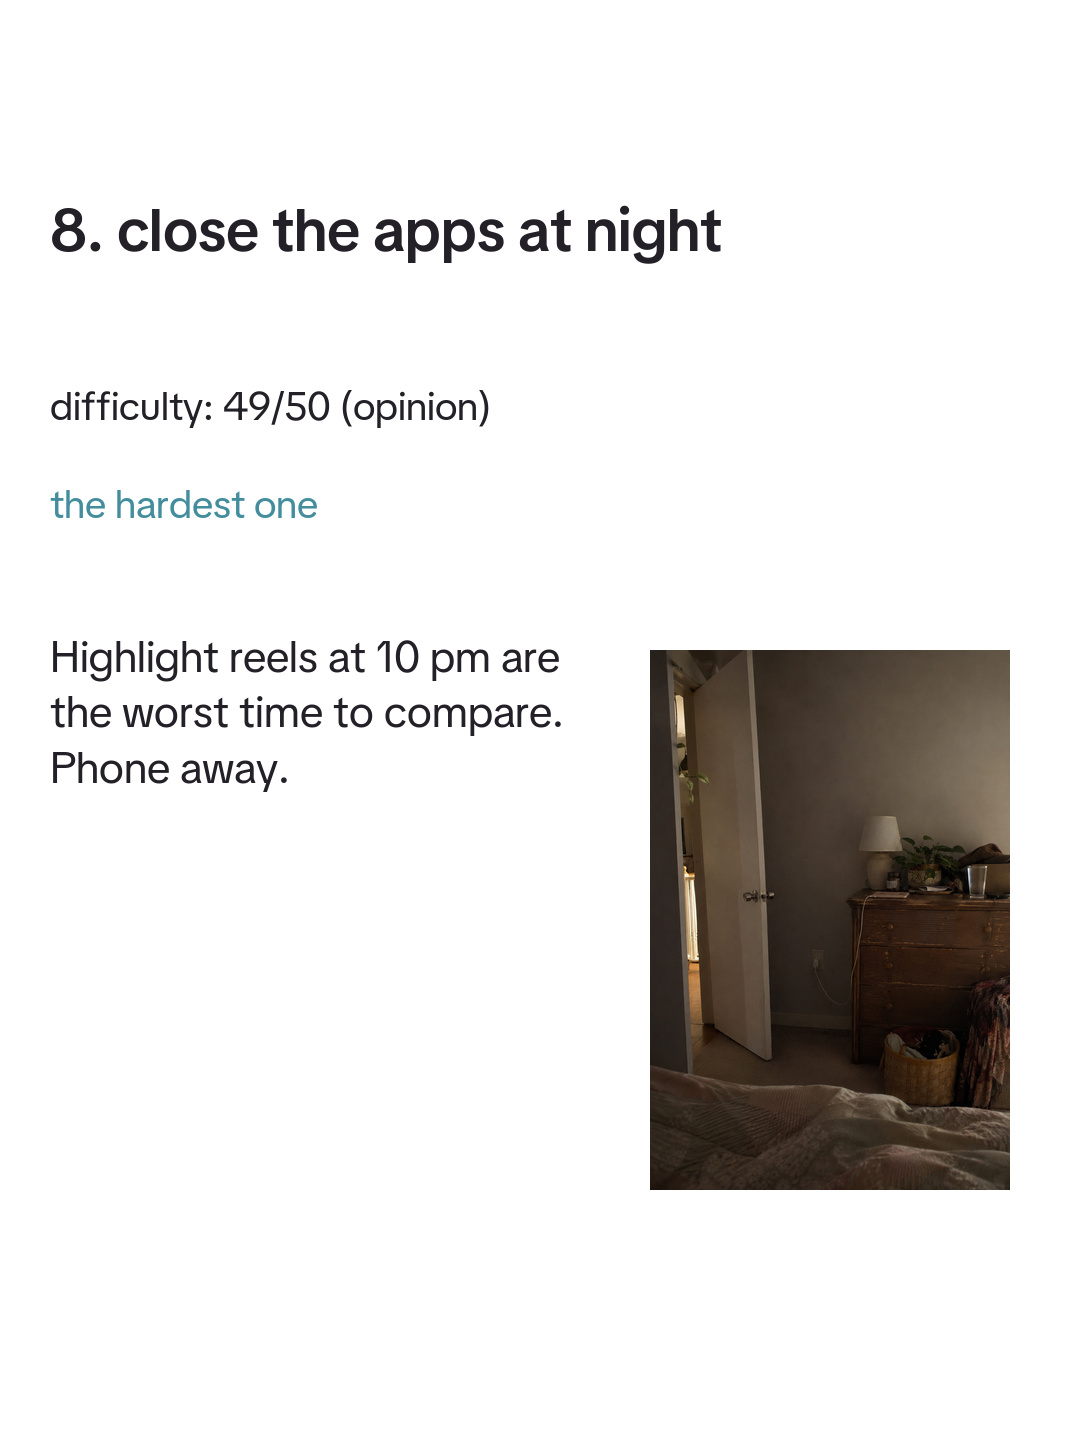 8. close the apps at night
difficulty: 49/50 (opinion)
the hardest one
Highlight reels at 10 pm are
the worst time to compare.
Phone away.